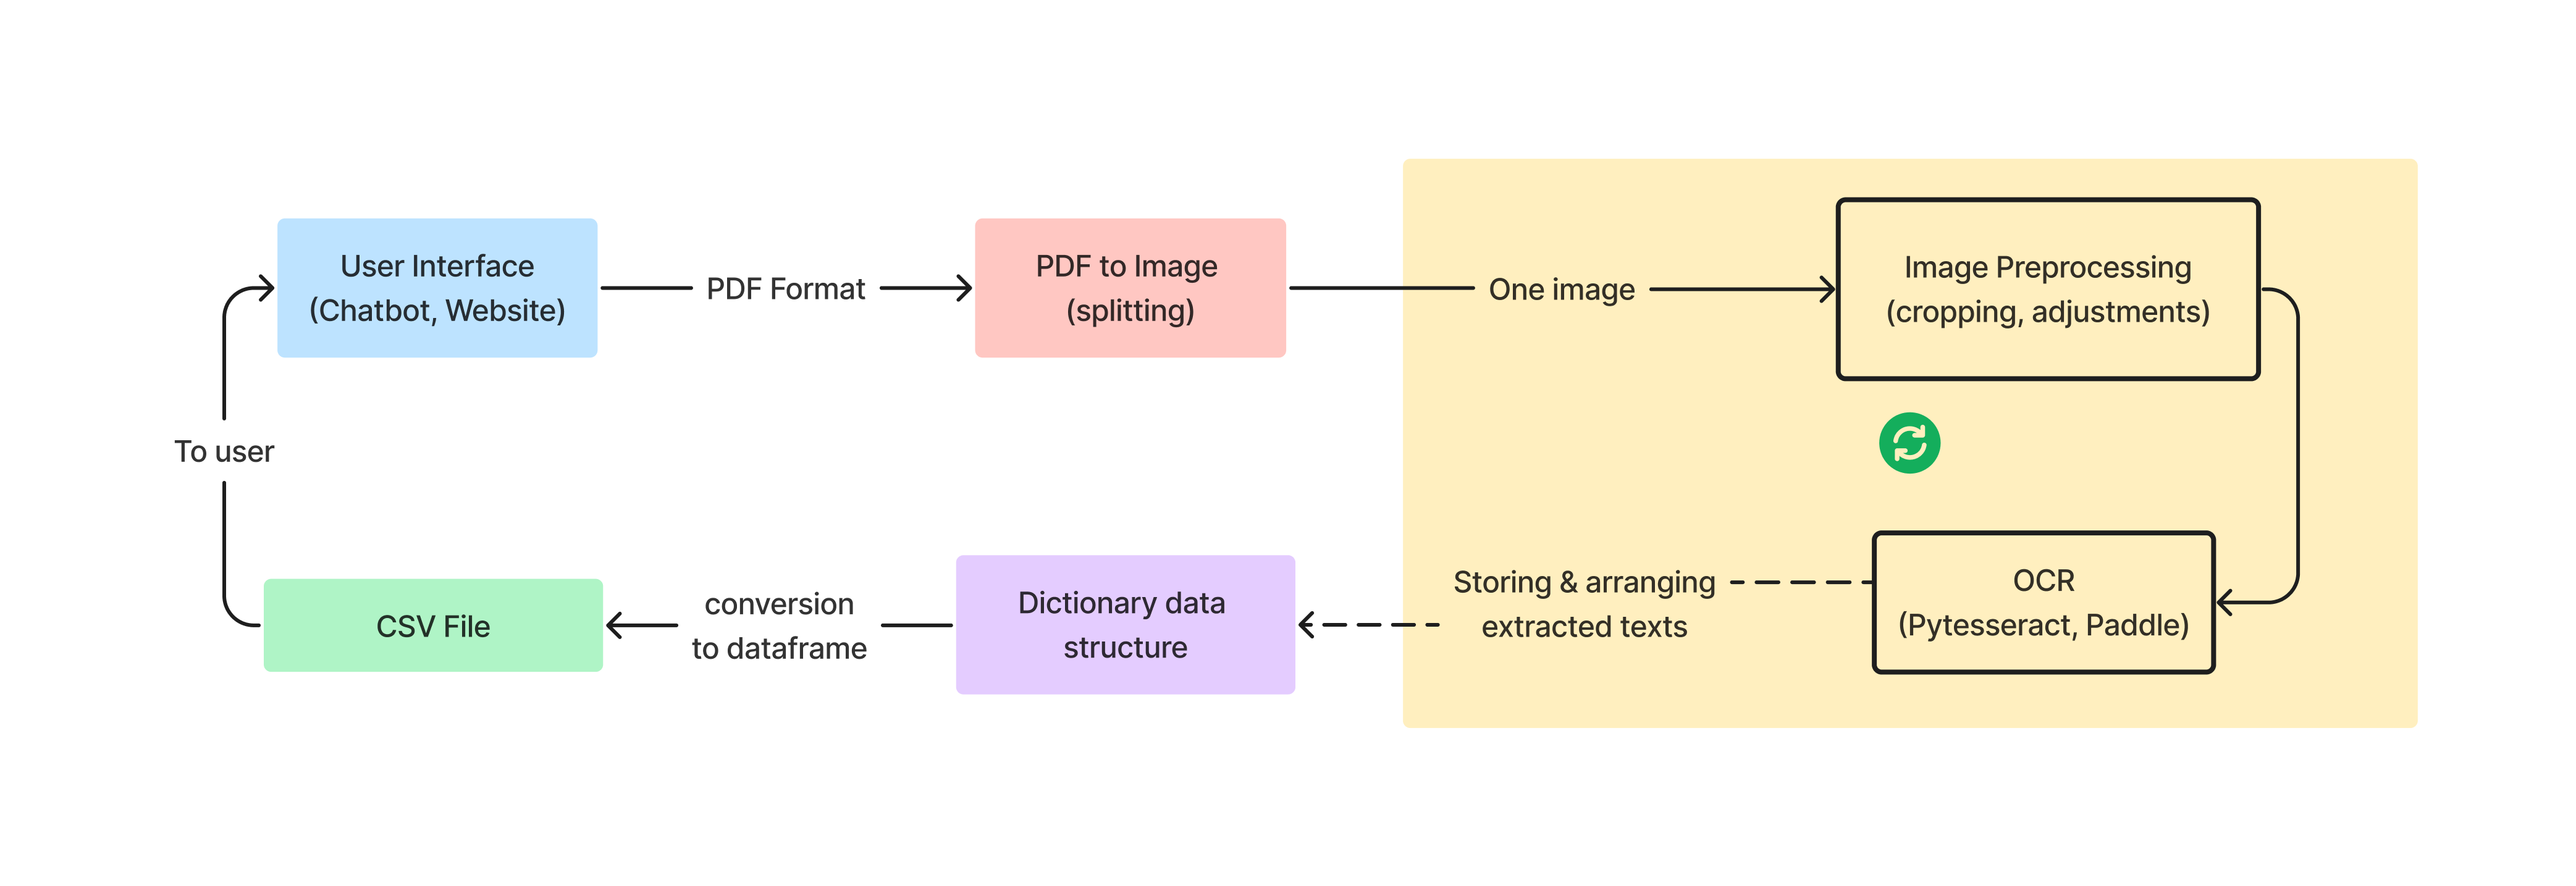 User Interface
(Chatbot, Website)
PDF Format
PDF to Image
(splitting)
One image
Image Preprocessing
(cropping, adjustments)
To user
CSV File
conversion
to dataframe
Dictionary data
structure
Storing & arranging
extracted texts
OCR
(Pytesseract, Paddle)